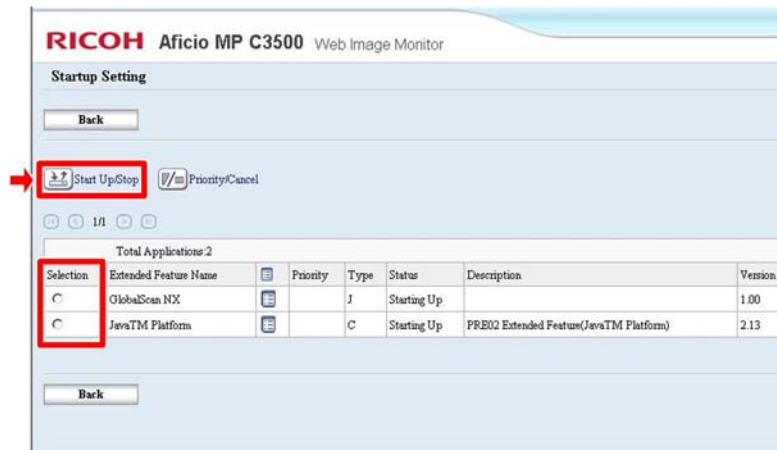 RICOH Aficio MP C3500 Web Image Monitor
Startup Setting
Back
Start Up/Stop Priority/Cancel
1/1
Total Applications:2
Selection Extended Feature Name Priority Type Status Description Version
GlobalScan NX J Starting Up 1.00
JavaTM Platform C Starting Up PRE02 Extended Feature(JavaTM Platform) 2.13
Back